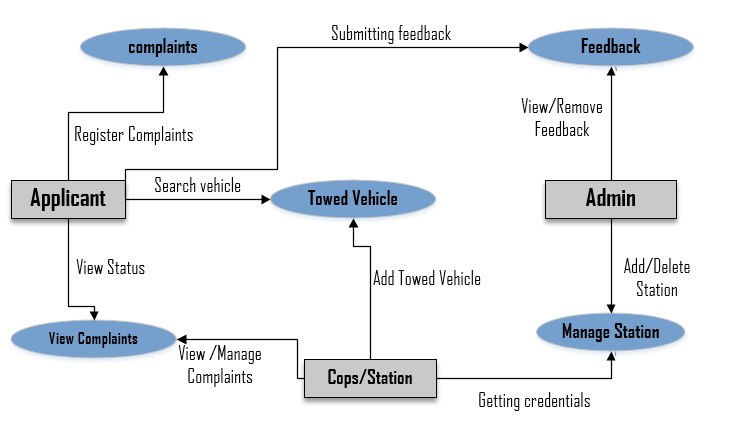 Submitting feedback
complaints
Feedback
View/Remove
Feedback
Register Complaints
Search vehicle
Applicant
Towed Vehicle
Admin
View Status
Add Towed Vehicle
Add/Delete
Station
View Complaints
Manage Station
View /Manage
Complaints
Cops/Station
Getting credentials